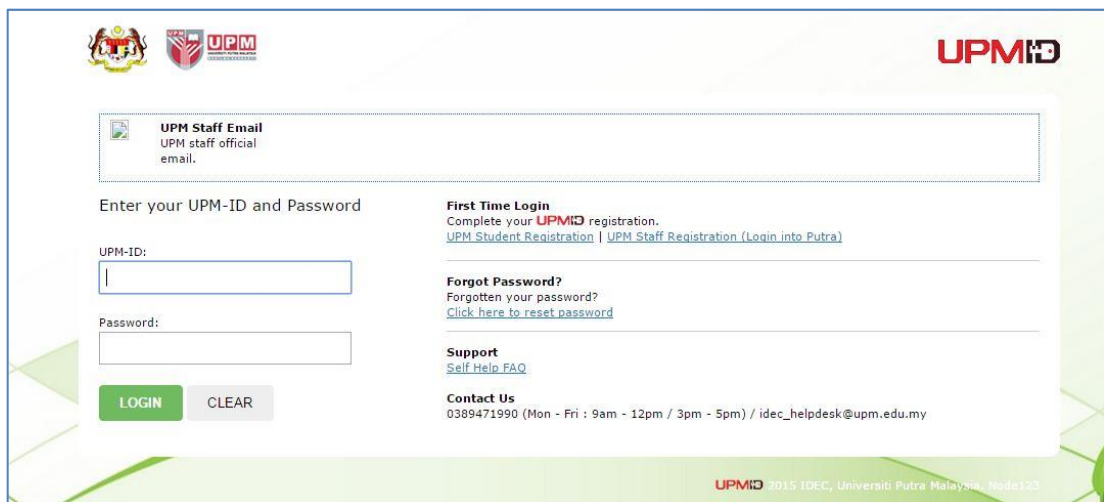 UPM
UPMID
UPM Staff Email
UPM staff official
email.
Enter your UPM-ID and Password
UPM-ID:
Password:
LOGIN CLEAR
First Time Login
Complete your UPMID registration.
UPM Student Registration | UPM Staff Registration (Login into Putra)
Forgot Password?
Forgotten your password?
Click here to reset password
Support
Self Help FAQ
Contact Us
0389471990 (Mon - Fri : 9am - 12pm / 3pm - 5pm) / idec_helpdesk@upm.edu.my
UPMID 2015 IDEC, Universiti Putra Malaysia. Node123